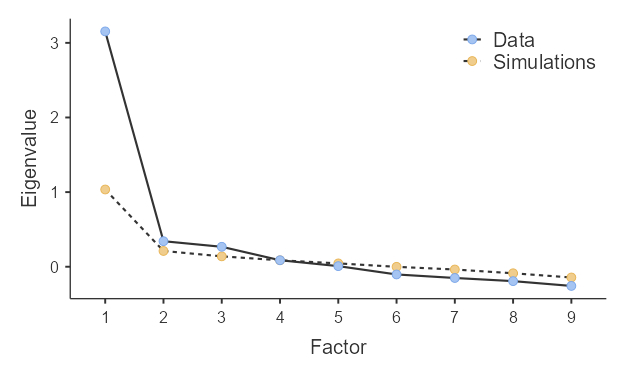 Data
Simulations
3
2
1
0
Eigenvalue
1 2 3 4 5 6 7 8 9
Factor